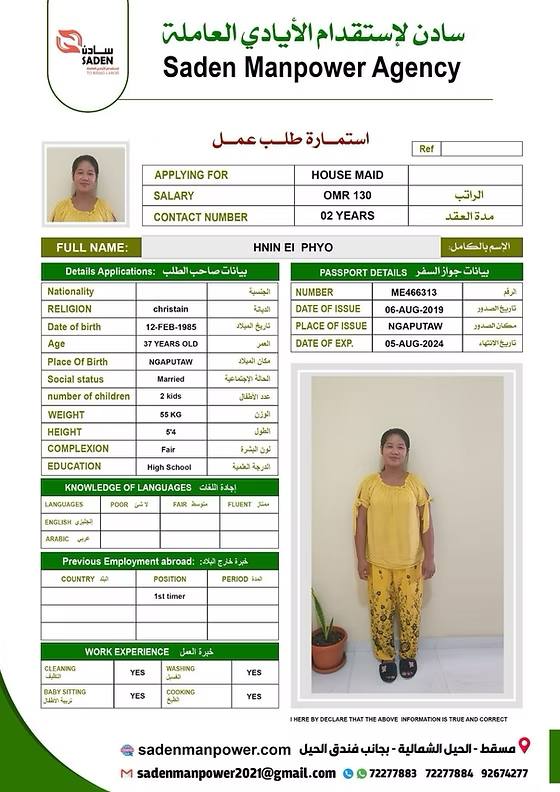 سادن
SADEN
TO BRING LABOR
سادن لإستقدام الأيادي العاملة
Saden Manpower Agency
استمارة طلب عمل
Ref
APPLYING FOR HOUSE MAID
SALARY OMR 130 الراتب
CONTACT NUMBER 02 YEARS مدة العقد
FULL NAME: HNIN EI PHYO الاسم بالكامل:
Details Applications: بيانات صاحب الطلب
Nationality الجنسية
RELIGION christain الديانة
Date of birth 12-FEB-1985 تاريخ الميلاد
Age 37 YEARS OLD العمر
Place Of Birth NGAPUTAW مكان الميلاد
Social status Married الحالة الإجتماعية
number of children 2 kids عدد الأطفال
WEIGHT 55 KG الوزن
HEIGHT 5'4 الطول
COMPLEXION Fair لون البشرة
EDUCATION High School الدرجة العلمية
PASSPORT DETAILS بيانات جواز السفر
NUMBER ME466313 الرقم
DATE OF ISSUE 06-AUG-2019 تاريخ الصدور
PLACE OF ISSUE NGAPUTAW مكان الصدور
DATE OF EXP. 05-AUG-2024 تاريخ الانتهاء
KNOWLEDGE OF LANGUAGES إجادة اللغات
LANGUAGES POOR لا شئ FAIR متوسط FLUENT ممتاز
ENGLISH إنجليزي
ARABIC عربي
Previous Employment abroad: خبرة خارج البلاد:
COUNTRY البلد POSITION PERIOD المدة
1st timer
WORK EXPERIENCE خبرة العمل
CLEANING التنظيف YES WASHING الغسيل YES
BABY SITTING تربية الاطفال YES COOKING الطبخ YES
I HERE BY DECLARE THAT THE ABOVE INFORMATION IS TRUE AND CORRECT
sadenmanpower.com مسقط - الحيل الشمالية - بجانب فندق الحيل
sadenmanpower2021@gmail.com 72277883 72277884 92674277